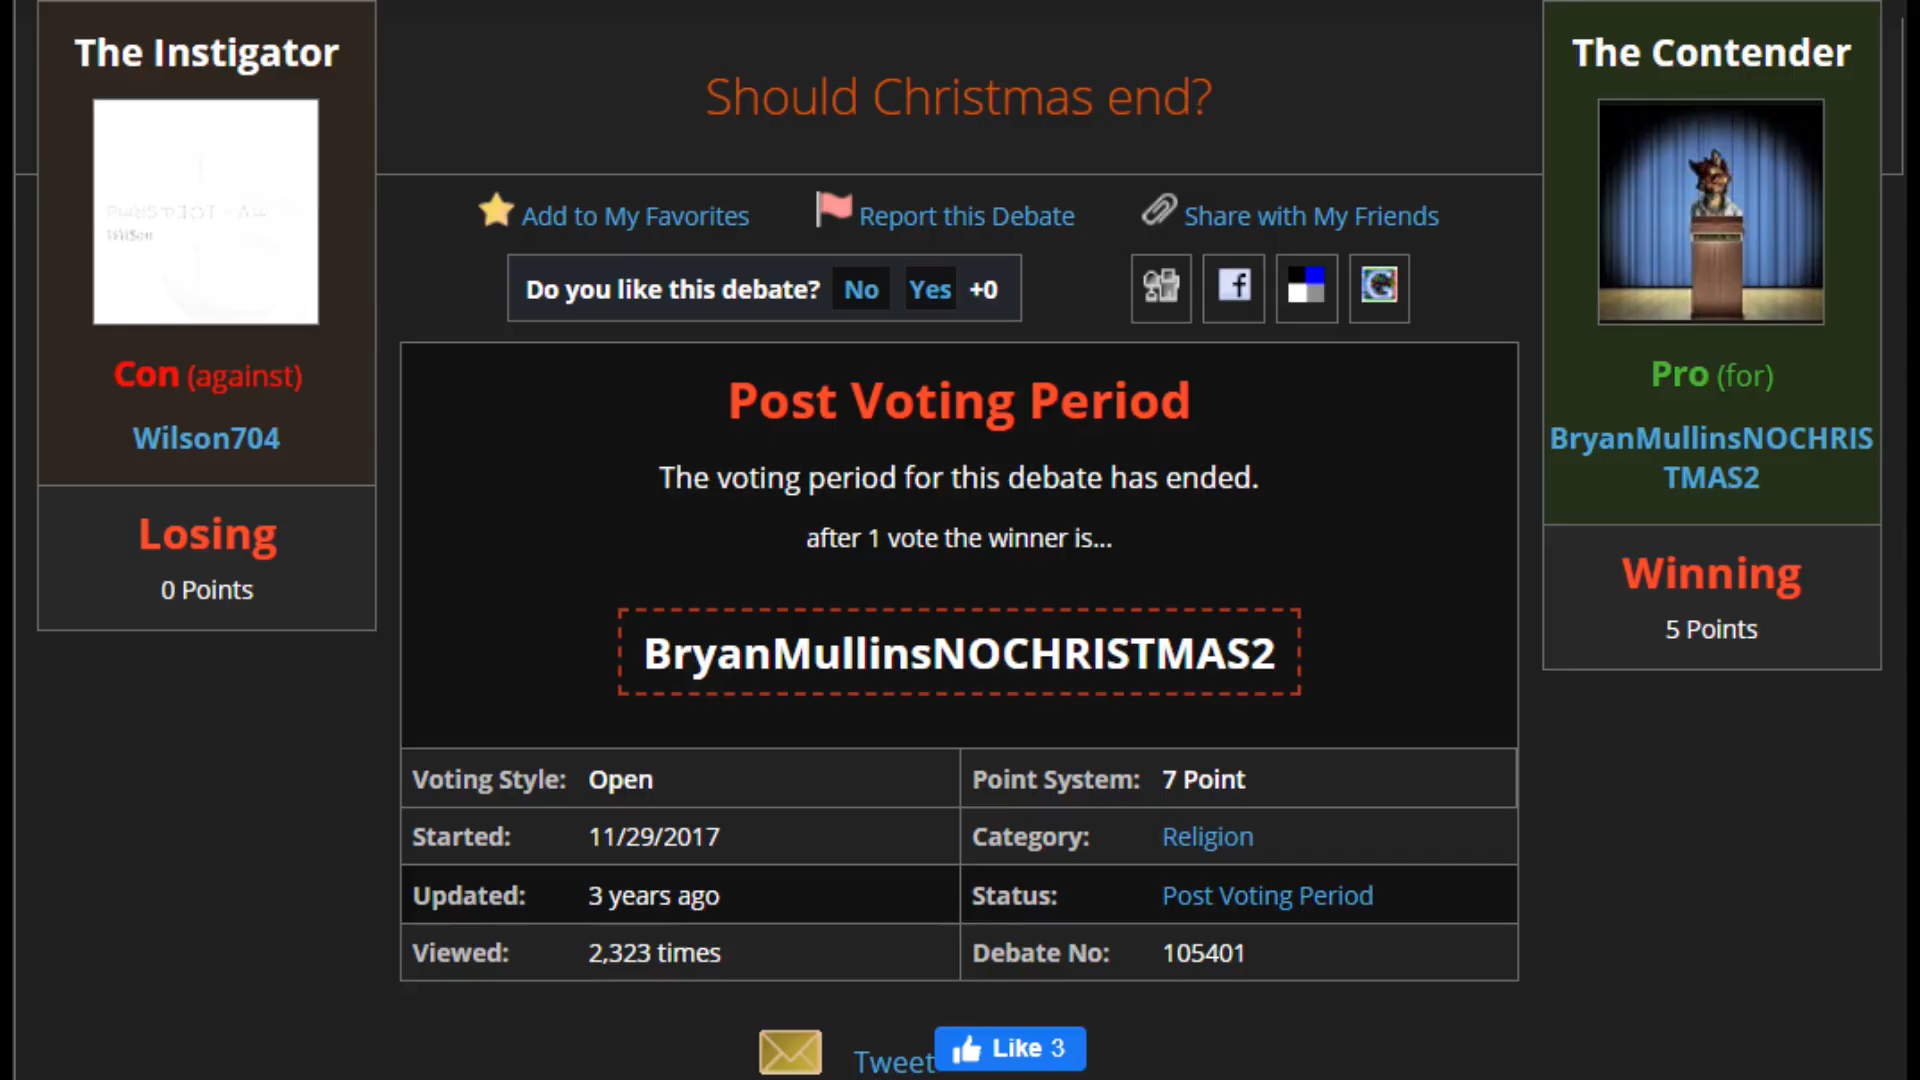 The Instigator
Con (against)
Wilson704
Losing
0 Points
Should Christmas end?
Add to My Favorites
Report this Debate
Share with My Friends
Do you like this debate? No Yes +0
Post Voting Period
The voting period for this debate has ended.
after 1 vote the winner is...
BryanMullinsNOCHRISTMAS2
Voting Style: Open
Point System: 7 Point
Started: 11/29/2017
Category: Religion
Updated: 3 years ago
Status: Post Voting Period
Viewed: 2,323 times
Debate No: 105401
Tweet
Like 3
The Contender
Pro (for)
BryanMullinsNOCHRIS
TMAS2
Winning
5 Points